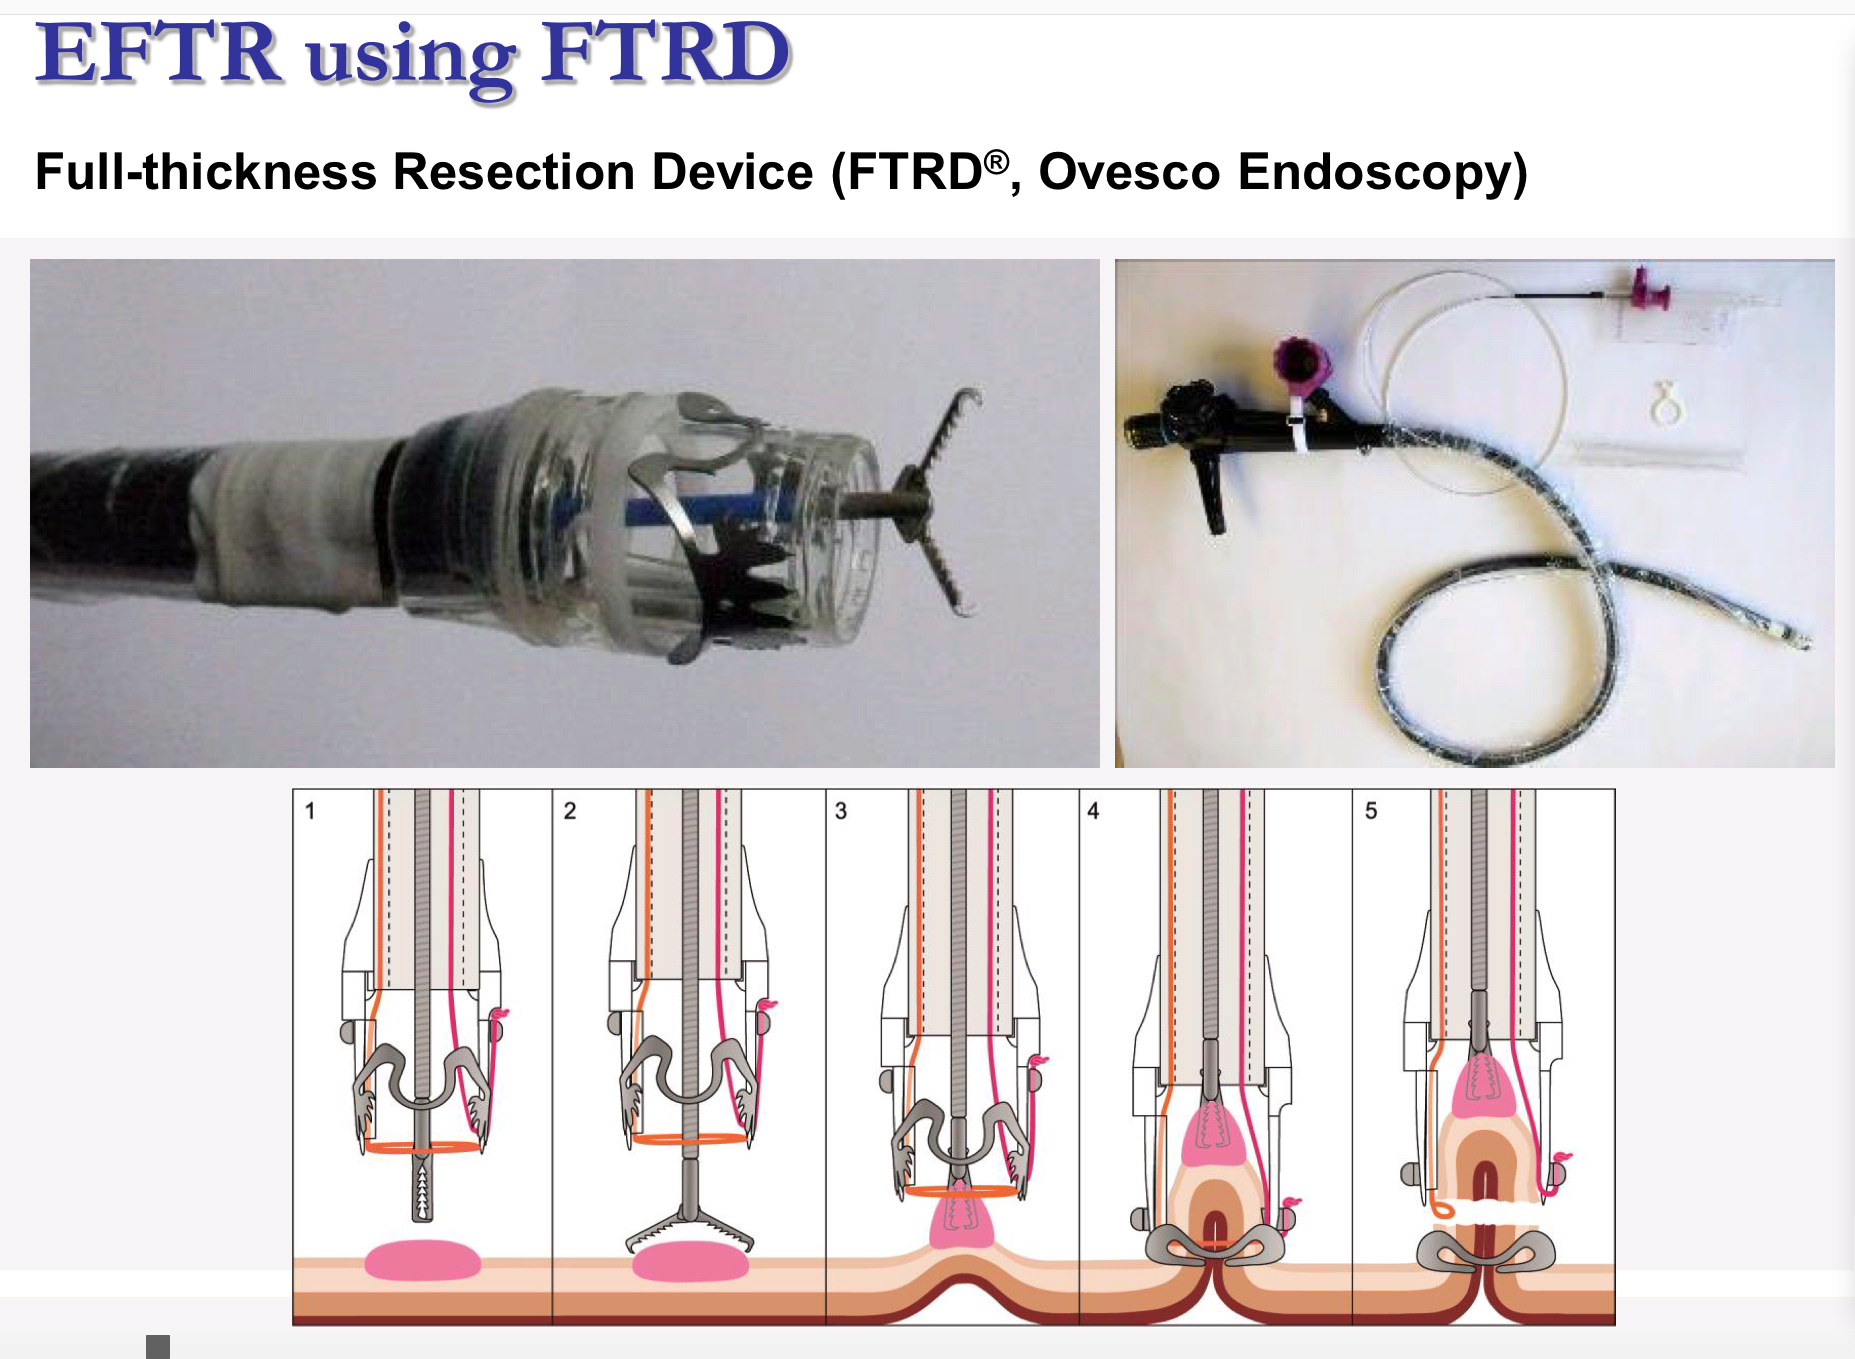 EFTR using FTRD
Full-thickness Resection Device (FTRD®, Ovesco Endoscopy)
1
2
3
4
5